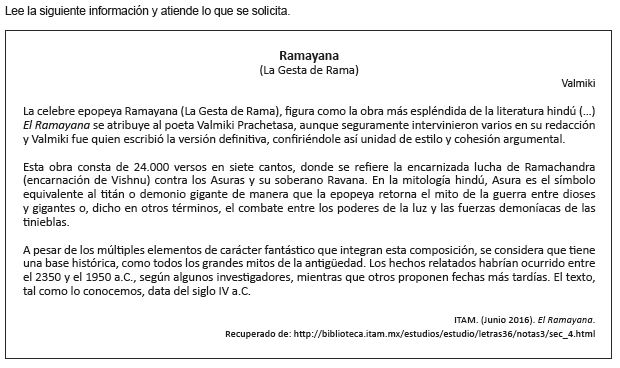 Lee la siguiente información y atiende lo que se solicita.
Ramayana
(La Gesta de Rama)
Valmiki
La celebre epopeya Ramayana (La Gesta de Rama), figura como la obra más espléndida de la literatura hindú (...)
El Ramayana se atribuye al poeta Valmiki Prachetasa, aunque seguramente intervinieron varios en su redacción
y Valmiki fue quien escribió la versión definitiva, confiriéndole así unidad de estilo y cohesión argumental.
Esta obra consta de 24.000 versos en siete cantos, donde se refiere la encarnizada lucha de Ramachandra
(encarnación de Vishnu) contra los Asuras y su soberano Ravana. En la mitología hindú, Asura es el símbolo
equivalente al titán o demonio gigante de manera que la epopeya retorna el mito de la guerra entre dioses
y gigantes o, dicho en otros términos, el combate entre los poderes de la luz y las fuerzas demoníacas de las
tinieblas.
A pesar de los múltiples elementos de carácter fantástico que integran esta composición, se considera que tiene
una base histórica, como todos los grandes mitos de la antigüedad. Los hechos relatados habrían ocurrido entre
el 2350 y el 1950 a.C., según algunos investigadores, mientras que otros proponen fechas más tardías. El texto,
tal como lo conocemos, data del siglo IV a.C.
ITAM. (Junio 2016). El Ramayana.
Recuperado de: http://biblioteca.itam.mx/estudios/estudio/letras36/notas3/sec_4.html